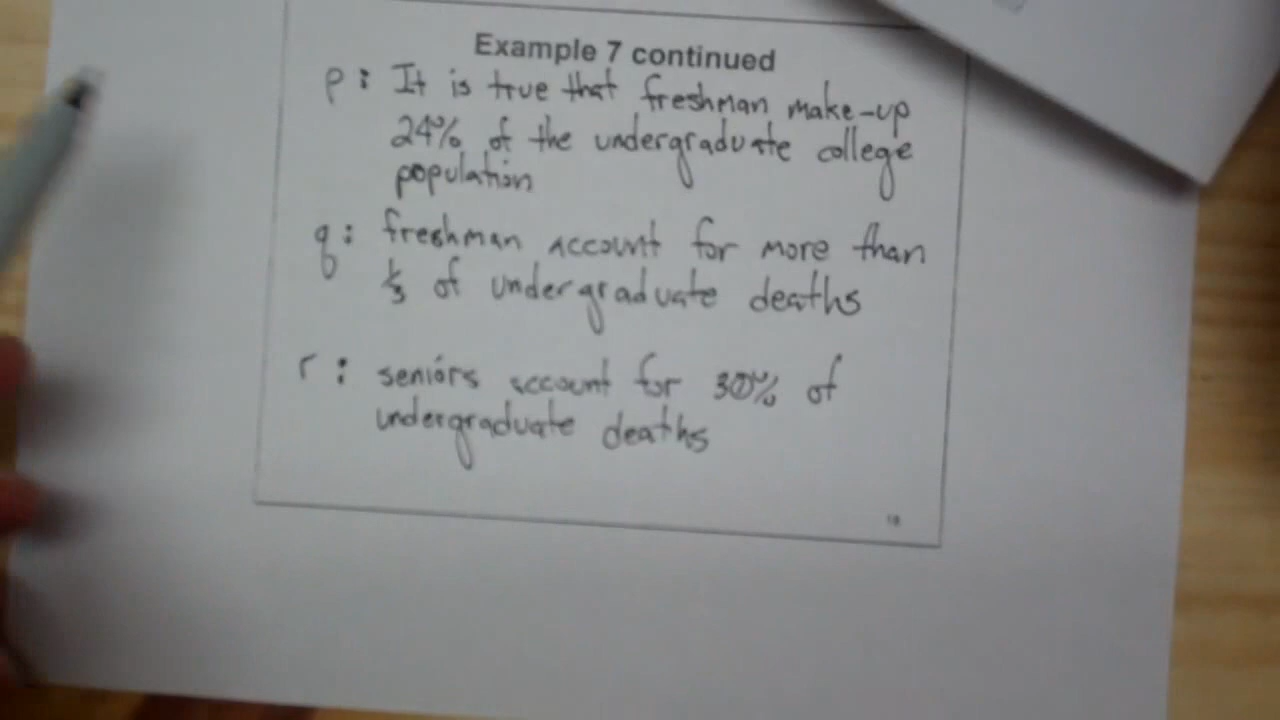 Example 7 continued
p: It is true that freshman make-up
24% of the undergraduate college
population
q: freshman account for more than
1/3 of undergraduate deaths
r: seniors account for 30% of
undergraduate deaths